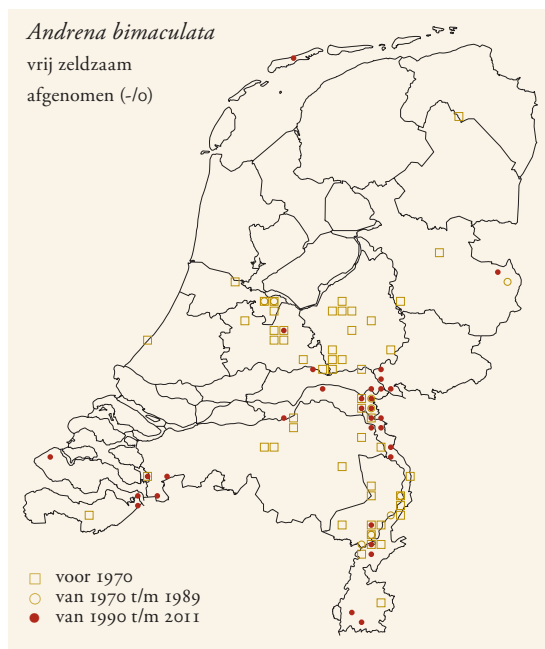 Andrena bimaculata
vrij zeldzaam
afgenomen (-/0)
voor 1970
van 1970 t/m 1989
van 1990 t/m 2011